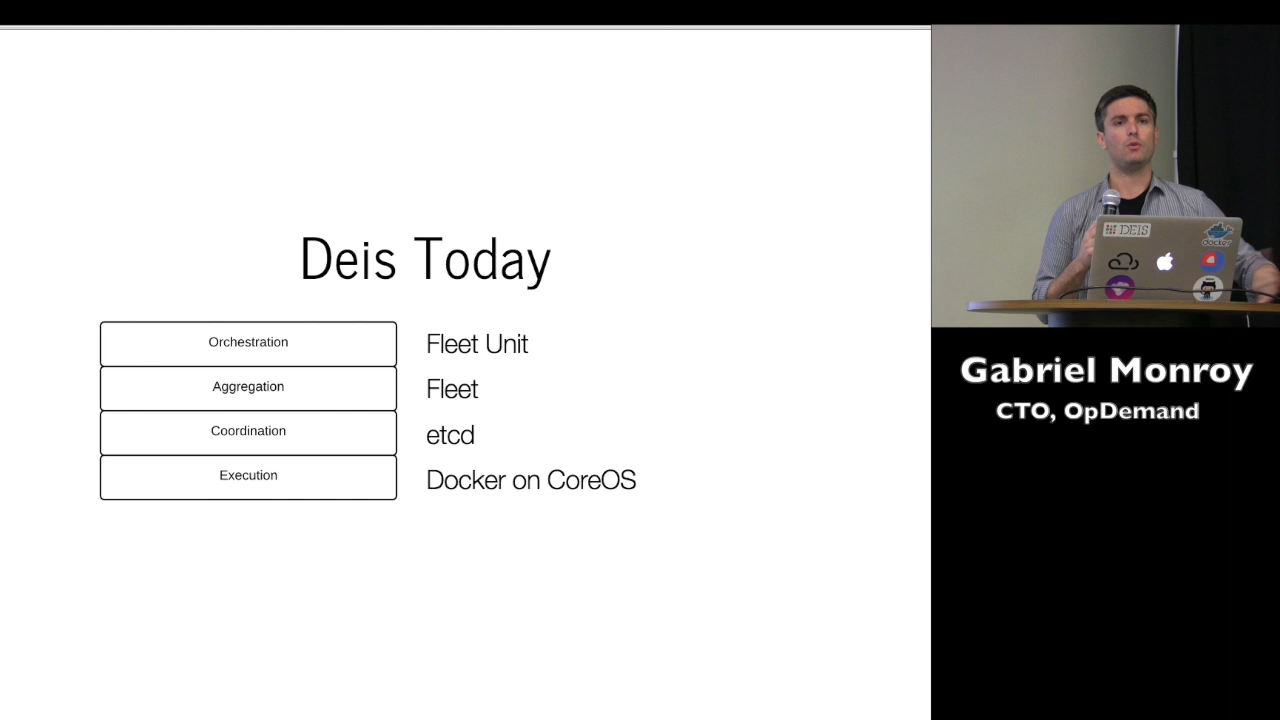 Deis Today
Orchestration
Fleet Unit
Aggregation
Fleet
Coordination
etcd
Execution
Docker on CoreOS
DEIS
docker
Gabriel Monroy
CTO, OpDemand